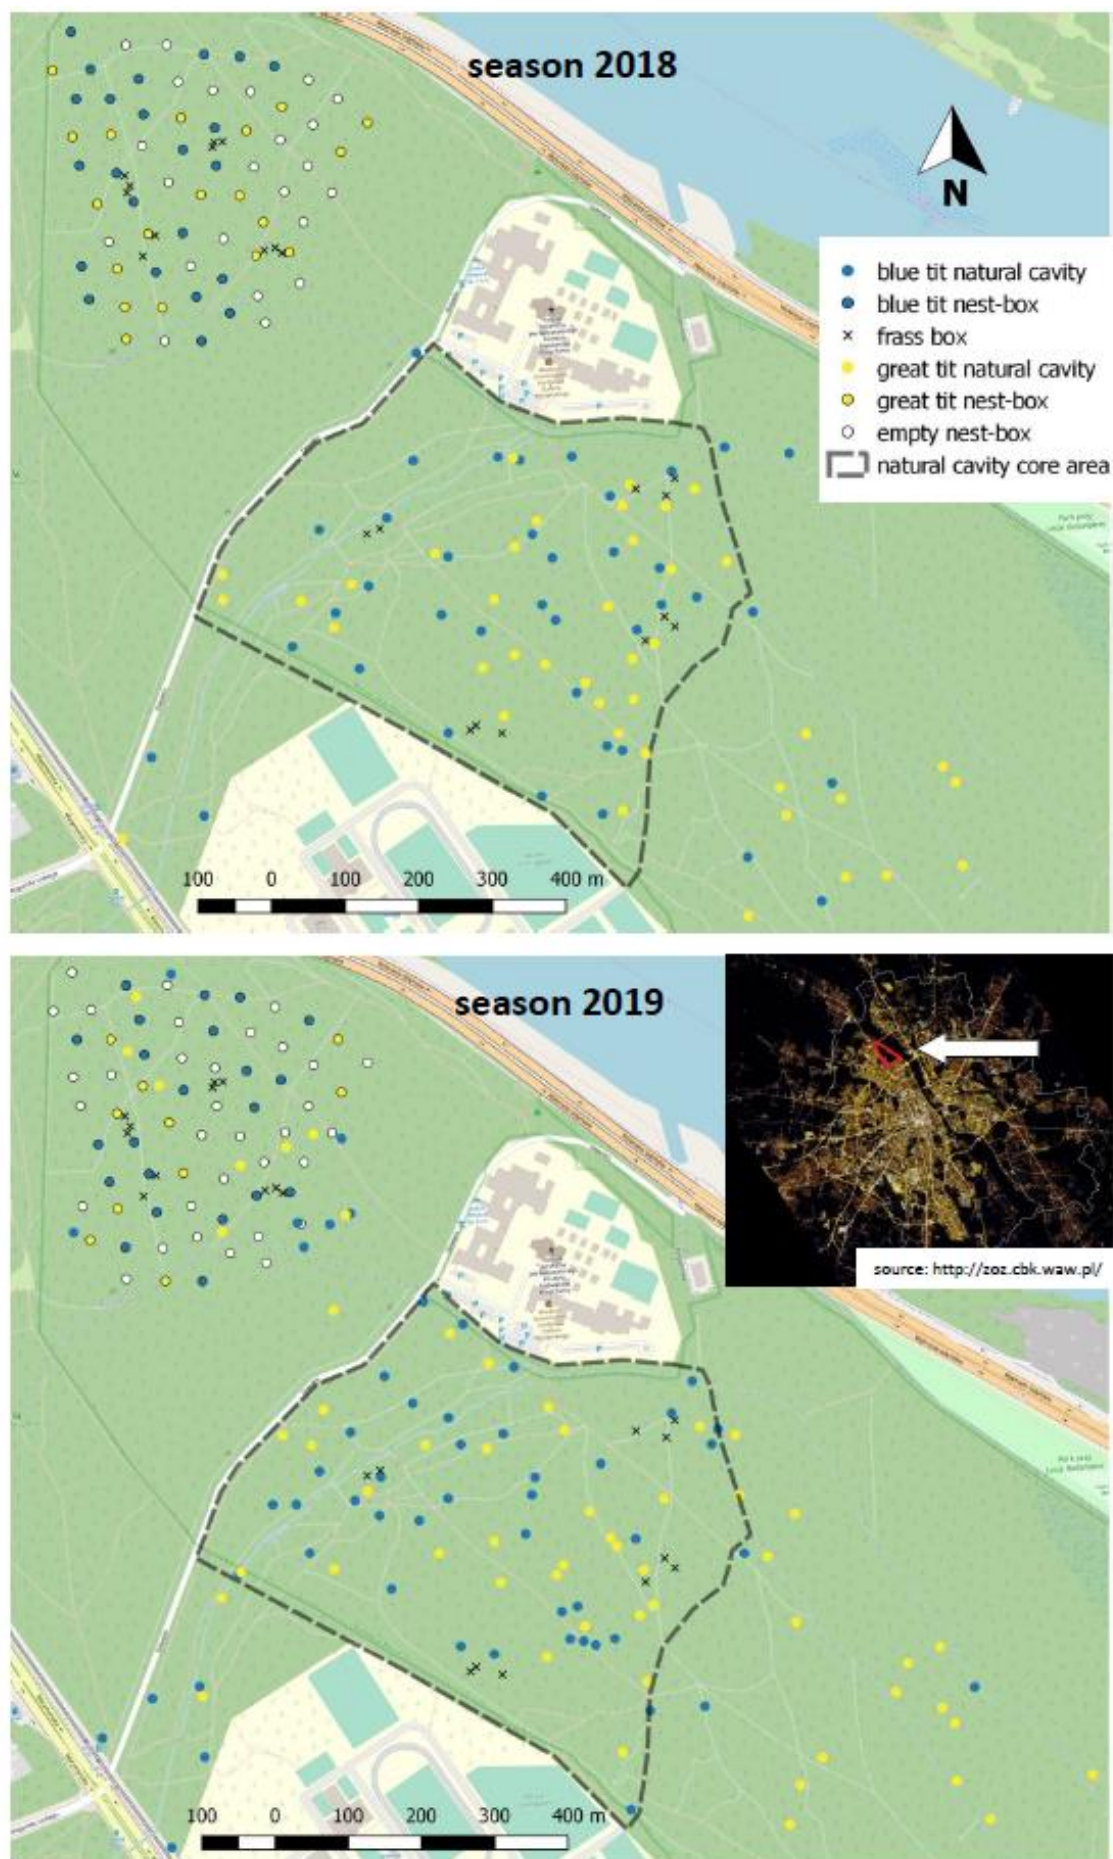 season 2018
N
blue tit natural cavity
blue tit nest-box
frass box
great tit natural cavity
great tit nest-box
empty nest-box
natural cavity core area
100 0 100 200 300 400 m
season 2019
source: http://zoz.cbk.waw.pl/
100 0 100 200 300 400 m